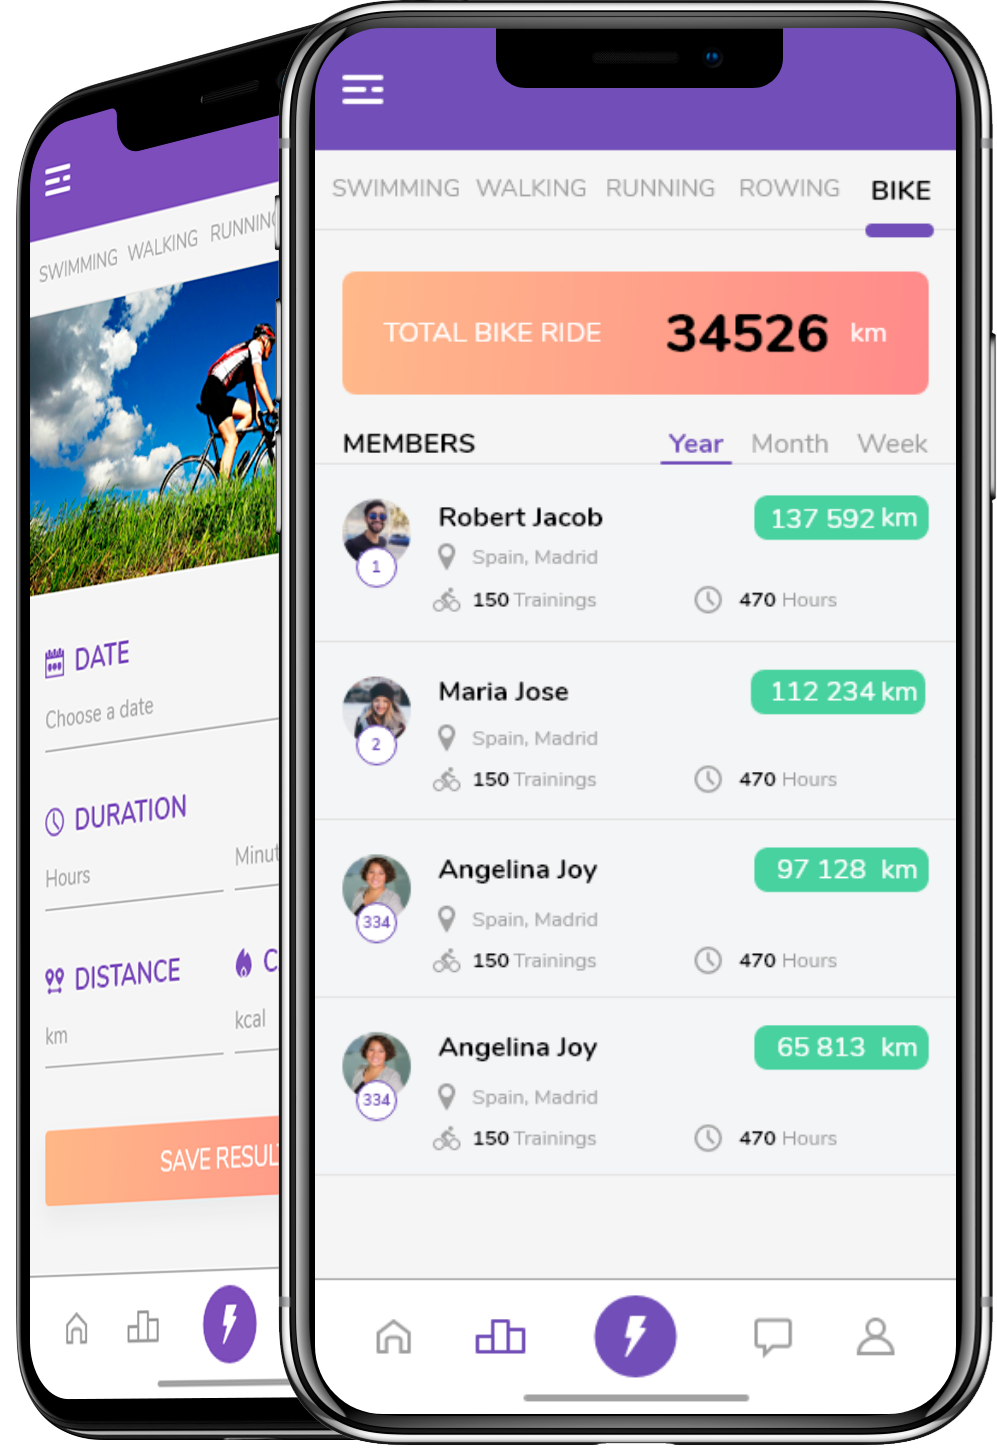 SWIMMING WALKING RUNNING
DATE
Choose a date
DURATION
Hours
DISTANCE
km
kcal
SWIMMING WALKING RUNNING ROWING BIKE
TOTAL BIKE RIDE 34526 km
MEMBERS Year Month Week
Robert Jacob 137 592 km
Spain, Madrid
1
150 Trainings 470 Hours
Maria Jose 112 234 km
Spain, Madrid
2
150 Trainings 470 Hours
Angelina Joy 97 128 km
Spain, Madrid
334
150 Trainings 470 Hours
Angelina Joy 65 813 km
Spain, Madrid
334
150 Trainings 470 Hours
SAVE